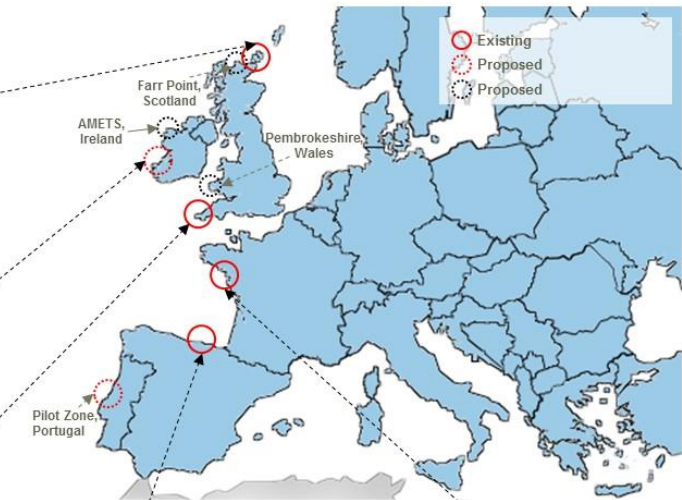 Existing
Proposed
Proposed
Farr Point,
Scotland
AMETS,
Ireland
Pembrokeshire,
Wales
Pilot Zone,
Portugal